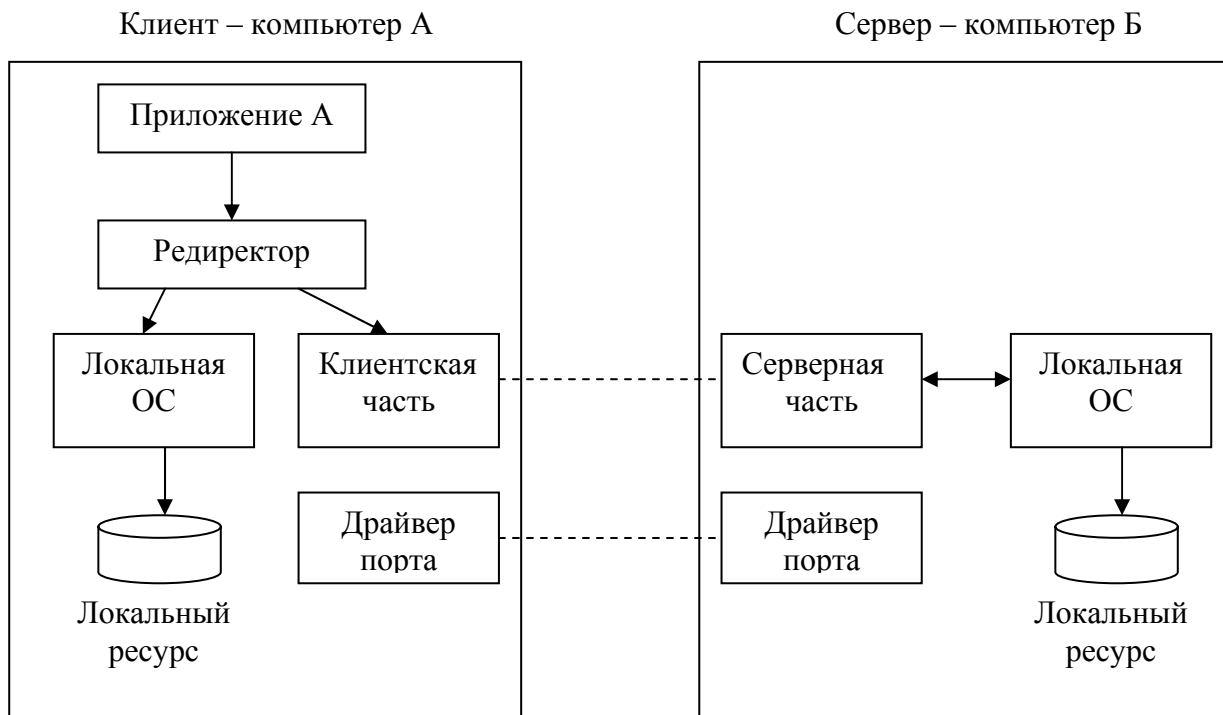 Клиент – компьютер А
Сервер – компьютер Б
Приложение А
Редиректор
Локальная
ОС
Клиентская
часть
Серверная
часть
Локальная
ОС
Драйвер
порта
Драйвер
порта
Локальный
ресурс
Локальный
ресурс